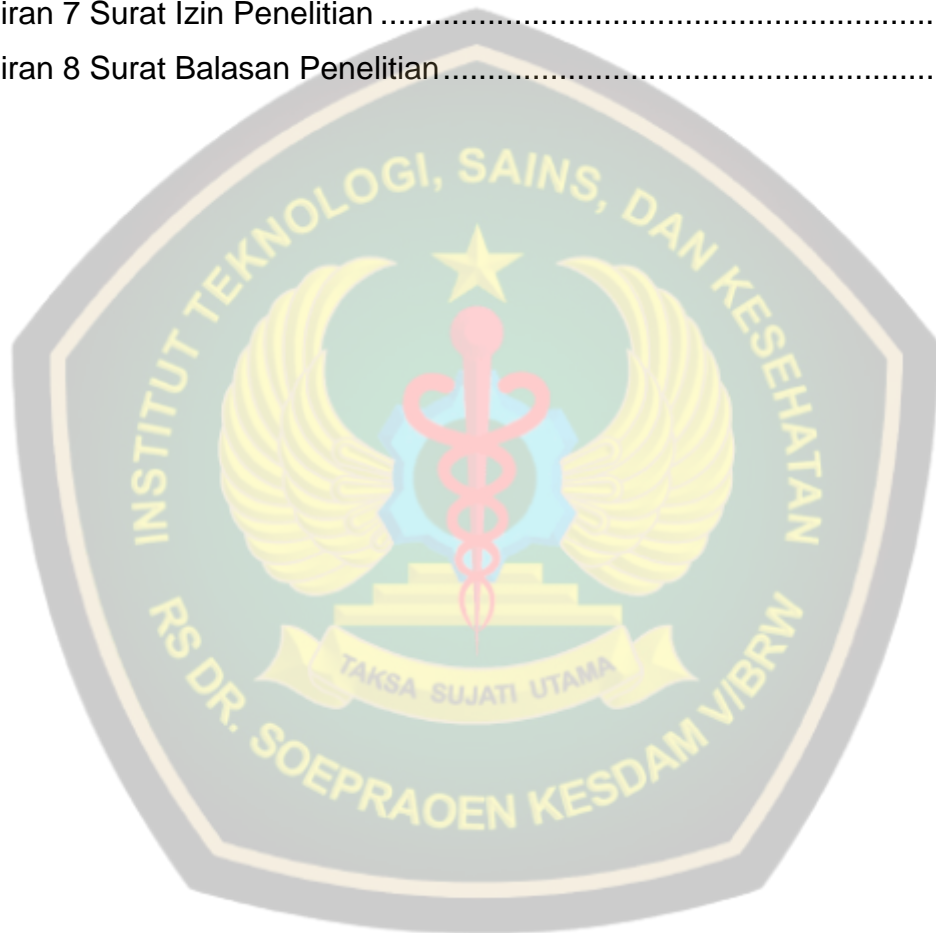 iran 7 Surat Izin Penelitian ..............................................................
iran 8 Surat Balasan Penelitian.......................................................
INSTITUT TEKNOLOGI, SAINS, DAN KESEHATAN
TAKSA SUJATI UTAMA
RS DR. SOEPRAOEN KESDAM V/BRW